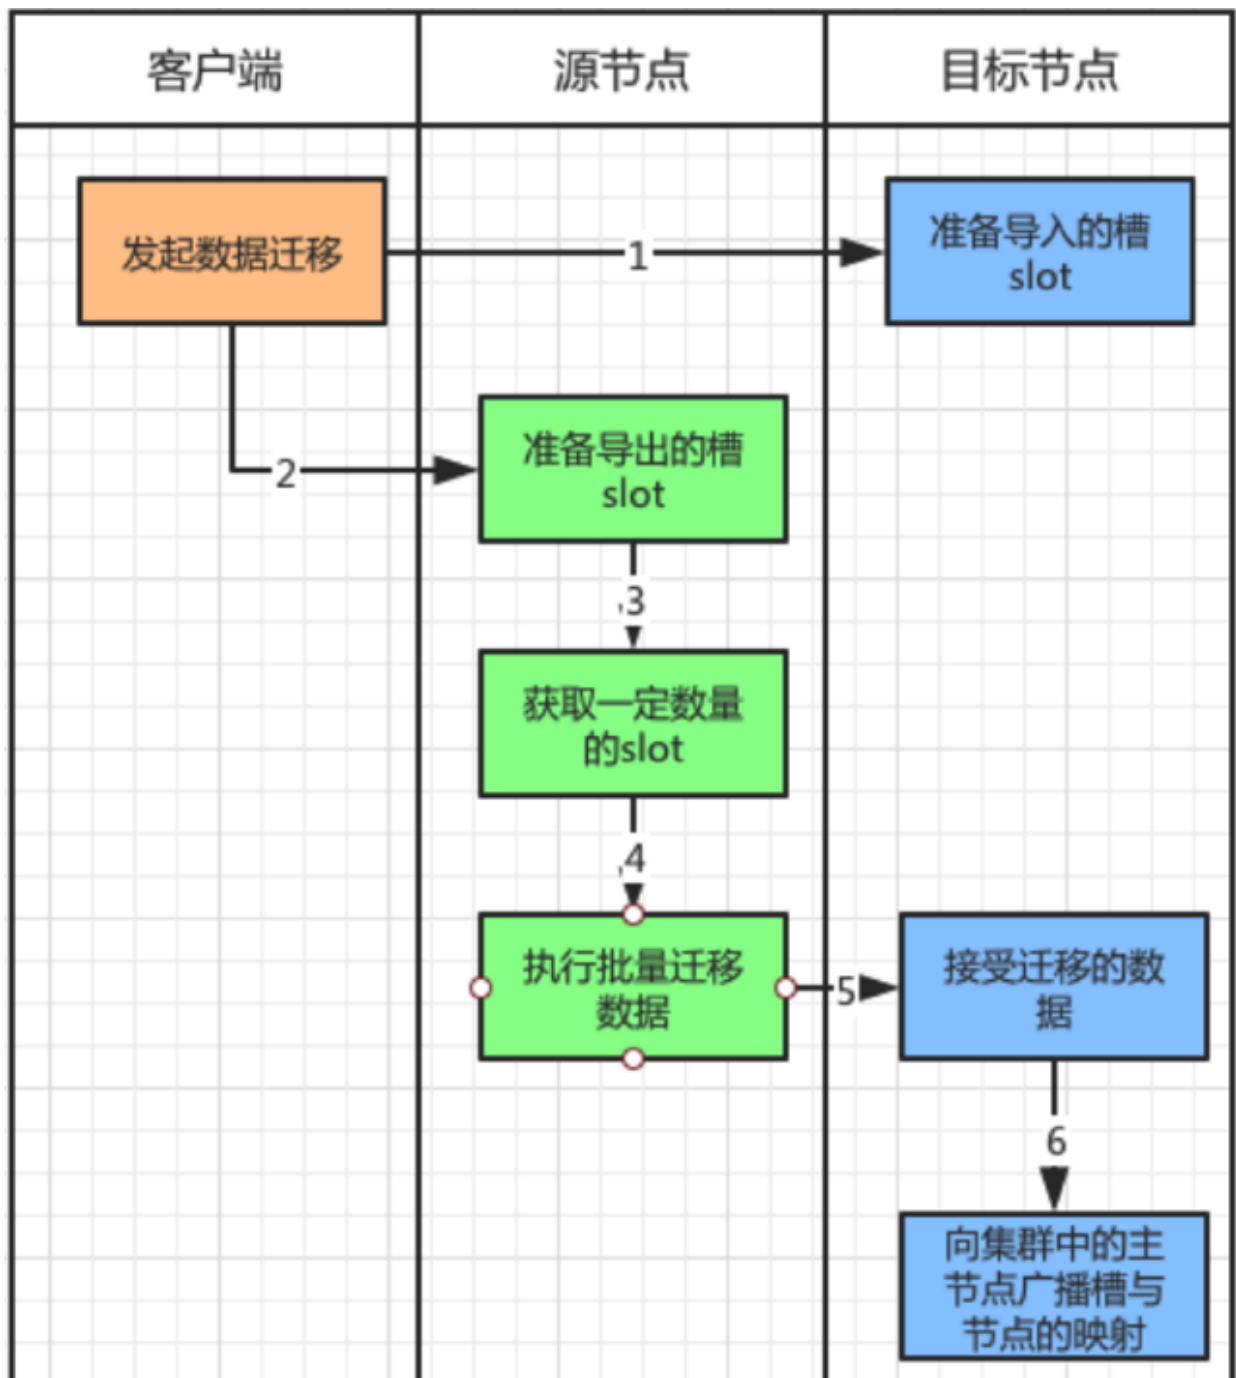 客户端
源节点
目标节点
发起数据迁移
1
准备导入的槽
slot
2
准备导出的槽
slot
3
获取一定数量
的slot
4
执行批量迁移
数据
5
接受迁移的数
据
6
向集群中的主
节点广播槽与
节点的映射